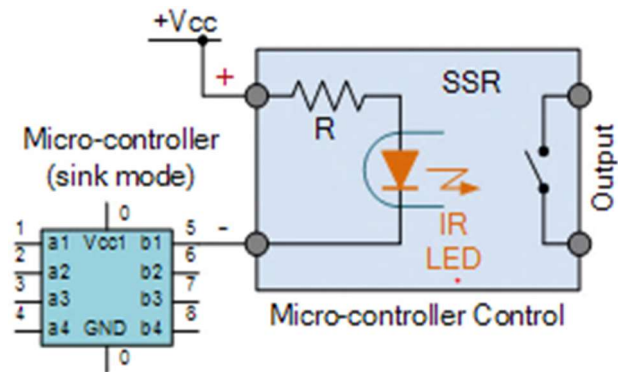 +Vcc
+
SSR
R
Micro-controller
(sink mode)
Output
0
1 a1 Vcc1 b1 5 -
2 a2 b2 6
3 a3 b3 7
4 a4 GND b4 8
0
IR
LED
Micro-controller Control